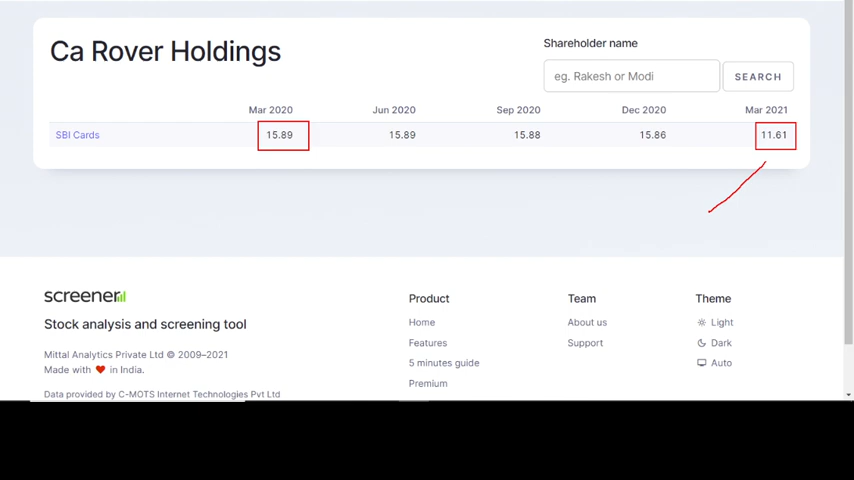 Ca Rover Holdings
Shareholder name
eg. Rakesh or Modi
SEARCH
Mar 2020 Jun 2020 Sep 2020 Dec 2020 Mar 2021
SBI Cards 15.89 15.89 15.88 15.86 11.61
screener
Stock analysis and screening tool
Mittal Analytics Private Ltd © 2009–2021
Made with ❤ in India.
Data provided by C-MOTS Internet Technologies Pvt Ltd
Product
Home
Features
5 minutes guide
Premium
Team
About us
Support
Theme
Light
Dark
Auto